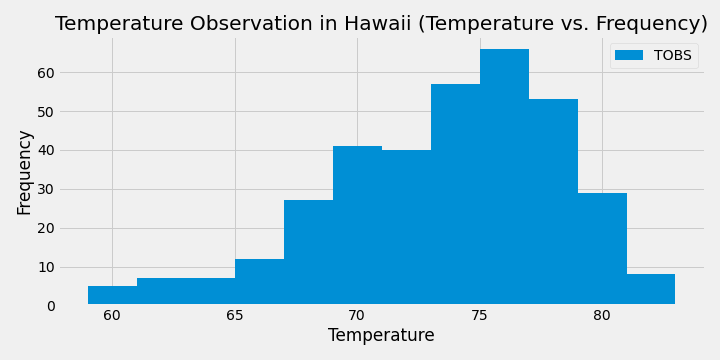 Temperature Observation in Hawaii (Temperature vs. Frequency)
TOBS
Frequency
60
50
40
30
20
10
0
60 65 70 75 80
Temperature